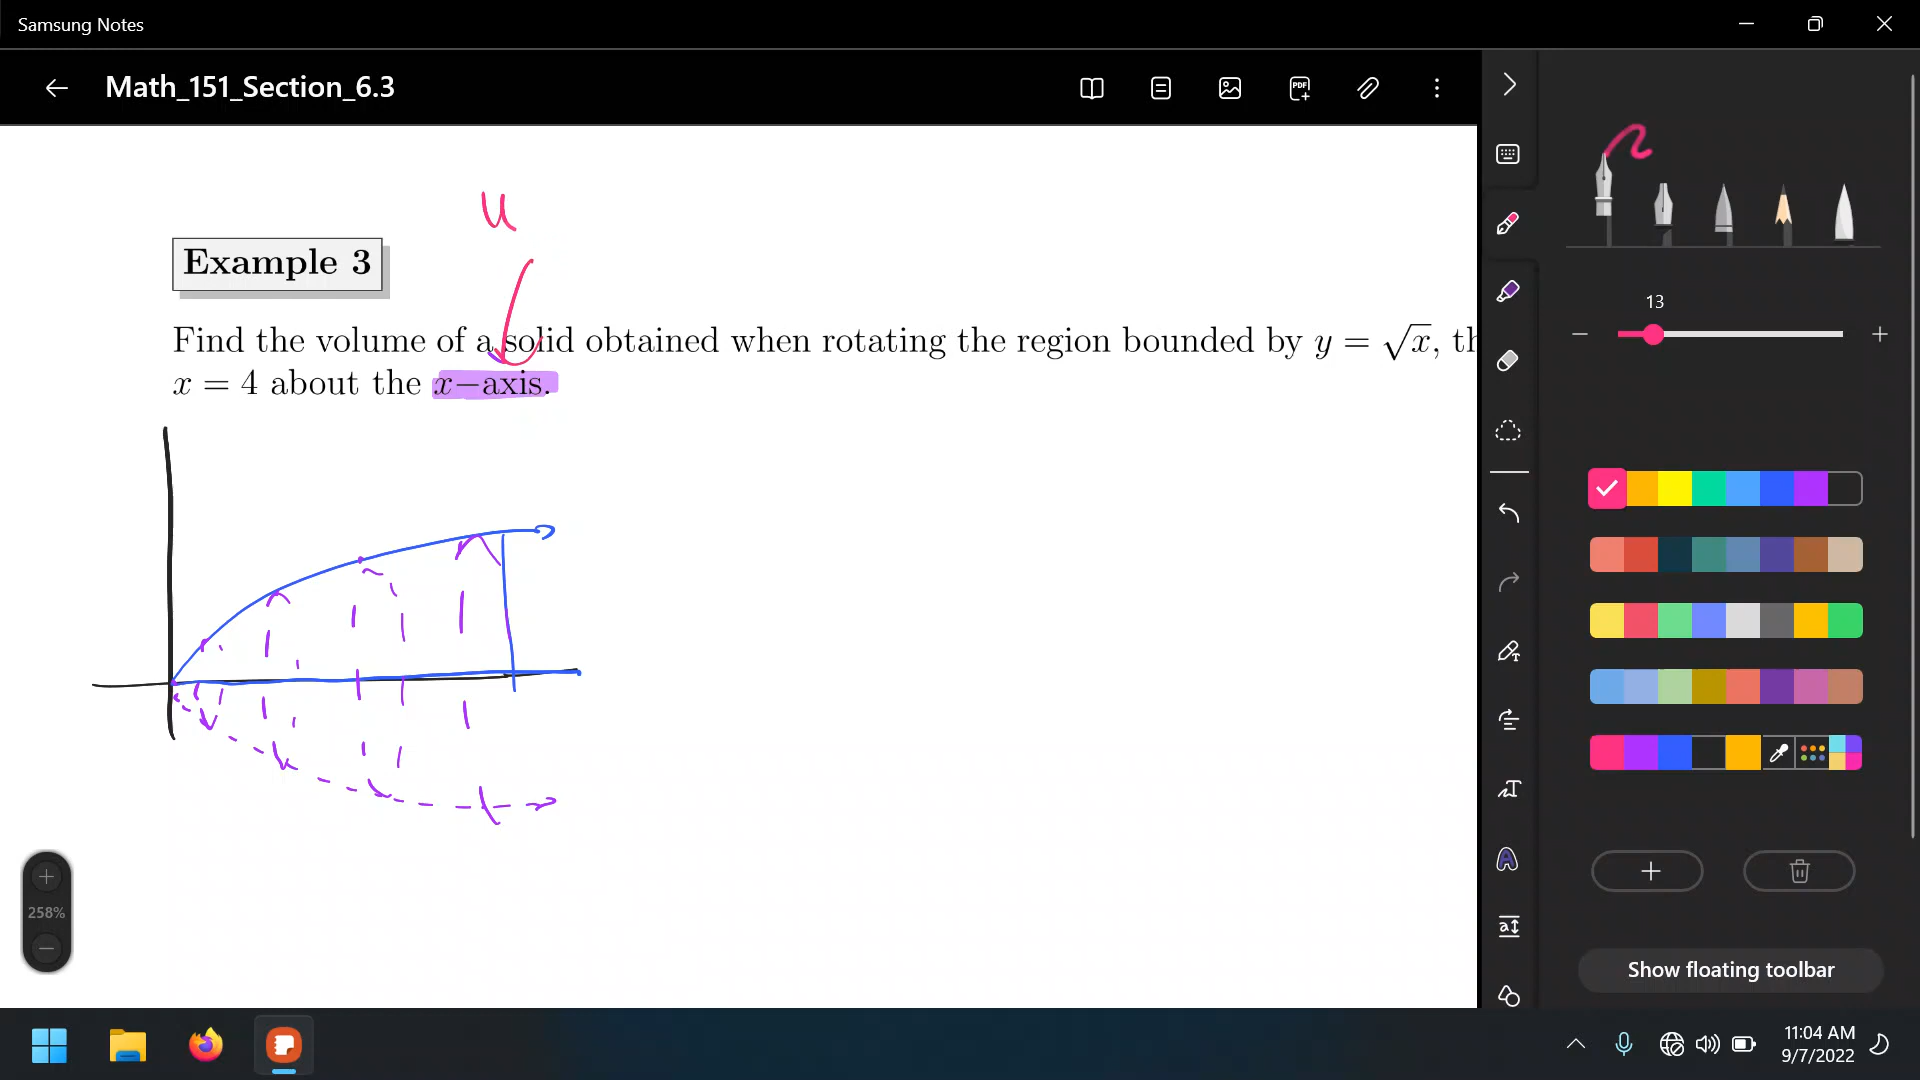 Samsung Notes
Math_151_Section_6.3
PDF
u
Example 3
13
Find the volume of a solid obtained when rotating the region bounded by y = √x, th
x = 4 about the x−axis.
258%
Show floating toolbar
11:04 AM
9/7/2022